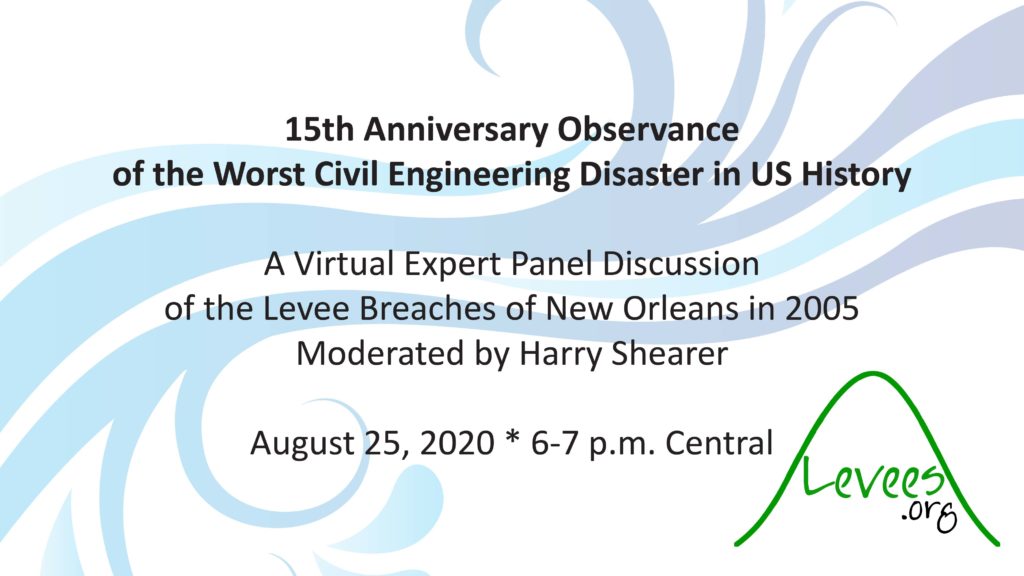 15th Anniversary Observance
of the Worst Civil Engineering Disaster in US History
A Virtual Expert Panel Discussion
of the Levee Breaches of New Orleans in 2005
Moderated by Harry Shearer
August 25, 2020 * 6-7 p.m. Central
Levees
.org